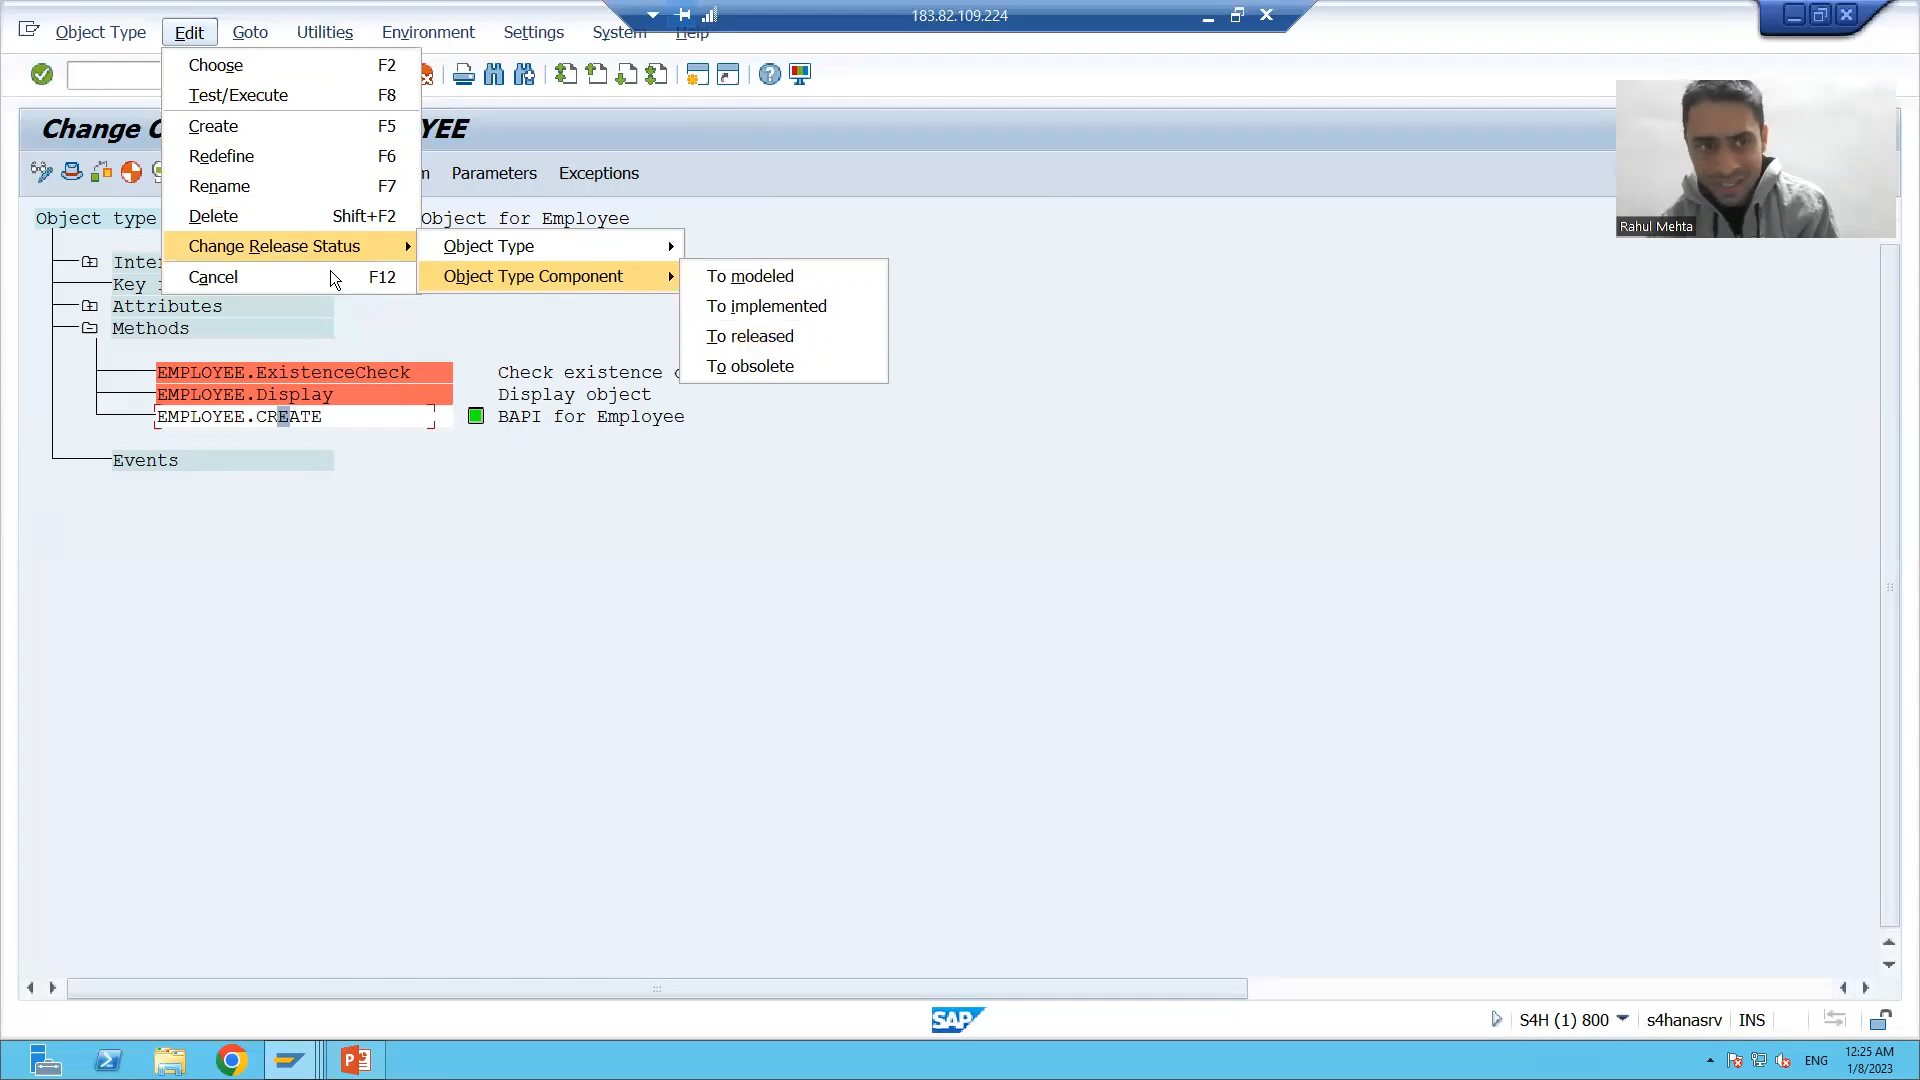 183.82.109.224
Object Type Edit Goto Utilities Environment Settings System Help
Choose F2
Test/Execute F8
Create F5
Redefine F6
Rename F7
Delete Shift+F2
Change Release Status
Cancel F12
Object Type
Object Type Component
To modeled
To implemented
To released
To obsolete
Change O YEE
m Parameters Exceptions
Object type Object for Employee
Inter
Key f
Attributes
Methods
EMPLOYEE.ExistenceCheck Check existence
EMPLOYEE.Display Display object
EMPLOYEE.CREATE BAPI for Employee
Events
Rahul Mehta
SAP
S4H (1) 800 s4hanasrv INS
ENG
12:25 AM
1/8/2023